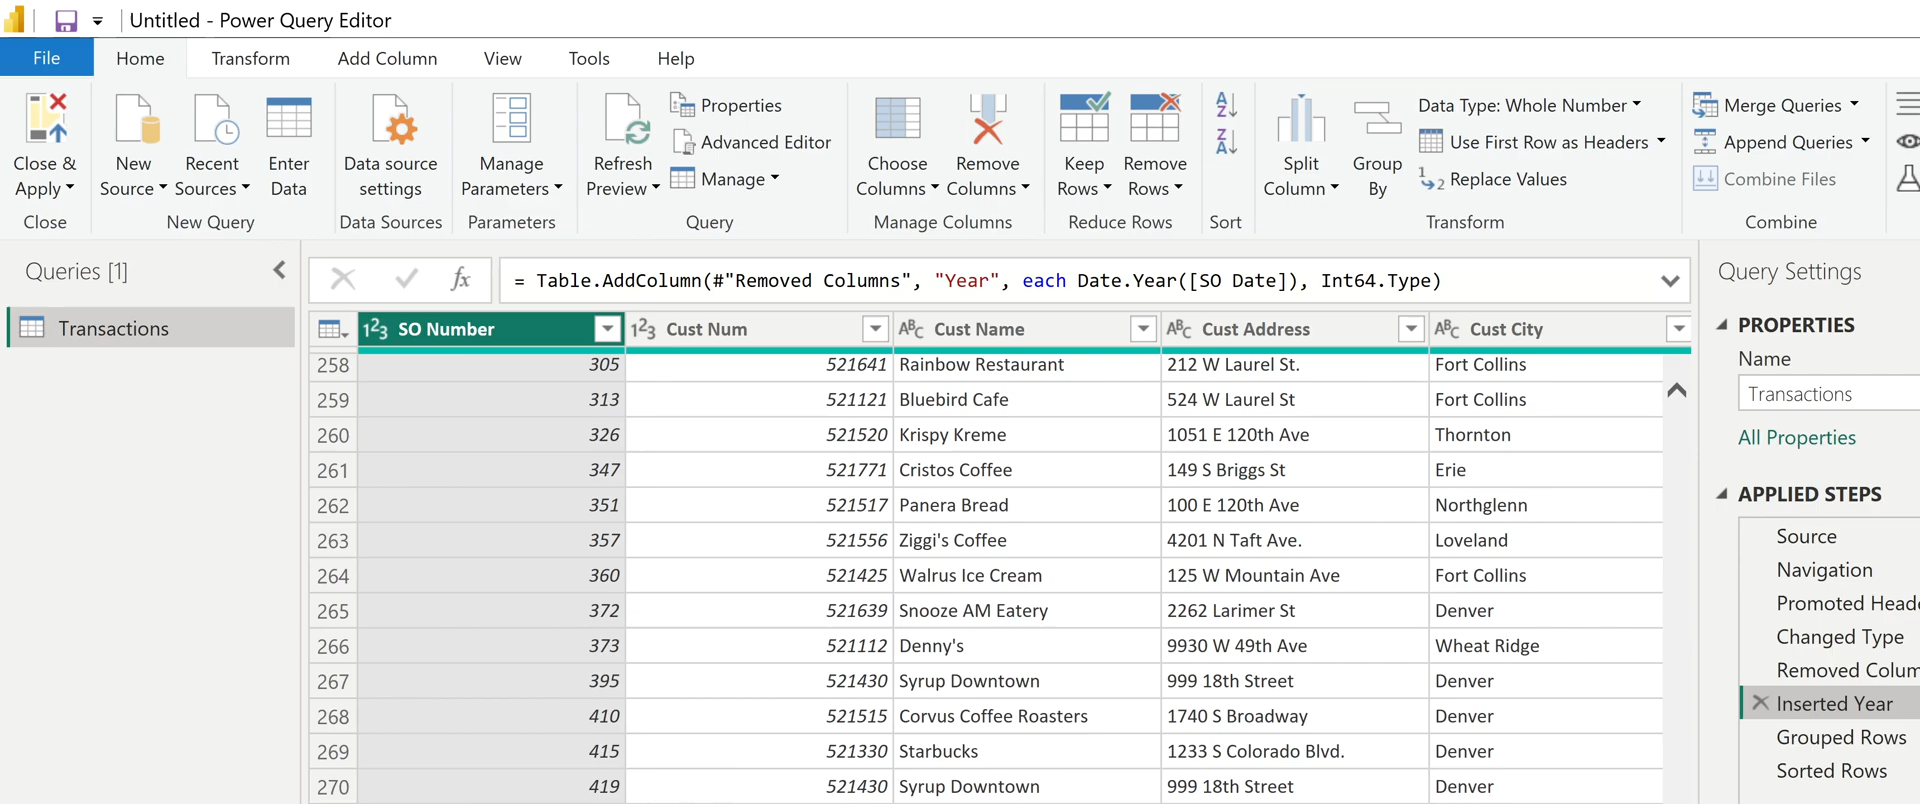 Untitled - Power Query Editor
File Home Transform Add Column View Tools Help
Close & Apply
Close
New Source
Recent Sources
Enter Data
New Query
Data source settings
Data Sources
Manage Parameters
Parameters
Refresh Preview
Properties
Advanced Editor
Manage
Query
Choose Columns
Remove Columns
Manage Columns
Keep Rows
Remove Rows
Reduce Rows
Sort
Split Column
Group By
Data Type: Whole Number
Use First Row as Headers
Replace Values
Transform
Merge Queries
Append Queries
Combine Files
Combine
Queries [1]
Transactions
fx
= Table.AddColumn(#"Removed Columns", "Year", each Date.Year([SO Date]), Int64.Type)
123 SO Number 123 Cust Num ABC Cust Name ABC Cust Address ABC Cust City
258 305 521641 Rainbow Restaurant 212 W Laurel St. Fort Collins
259 313 521121 Bluebird Cafe 524 W Laurel St Fort Collins
260 326 521520 Krispy Kreme 1051 E 120th Ave Thornton
261 347 521771 Cristos Coffee 149 S Briggs St Erie
262 351 521517 Panera Bread 100 E 120th Ave Northglenn
263 357 521556 Ziggi's Coffee 4201 N Taft Ave. Loveland
264 360 521425 Walrus Ice Cream 125 W Mountain Ave Fort Collins
265 372 521639 Snooze AM Eatery 2262 Larimer St Denver
266 373 521112 Denny's 9930 W 49th Ave Wheat Ridge
267 395 521430 Syrup Downtown 999 18th Street Denver
268 410 521515 Corvus Coffee Roasters 1740 S Broadway Denver
269 415 521330 Starbucks 1233 S Colorado Blvd. Denver
270 419 521430 Syrup Downtown 999 18th Street Denver
Query Settings
PROPERTIES
Name
Transactions
All Properties
APPLIED STEPS
Source
Navigation
Promoted Heade
Changed Type
Removed Colum
Inserted Year
Grouped Rows
Sorted Rows